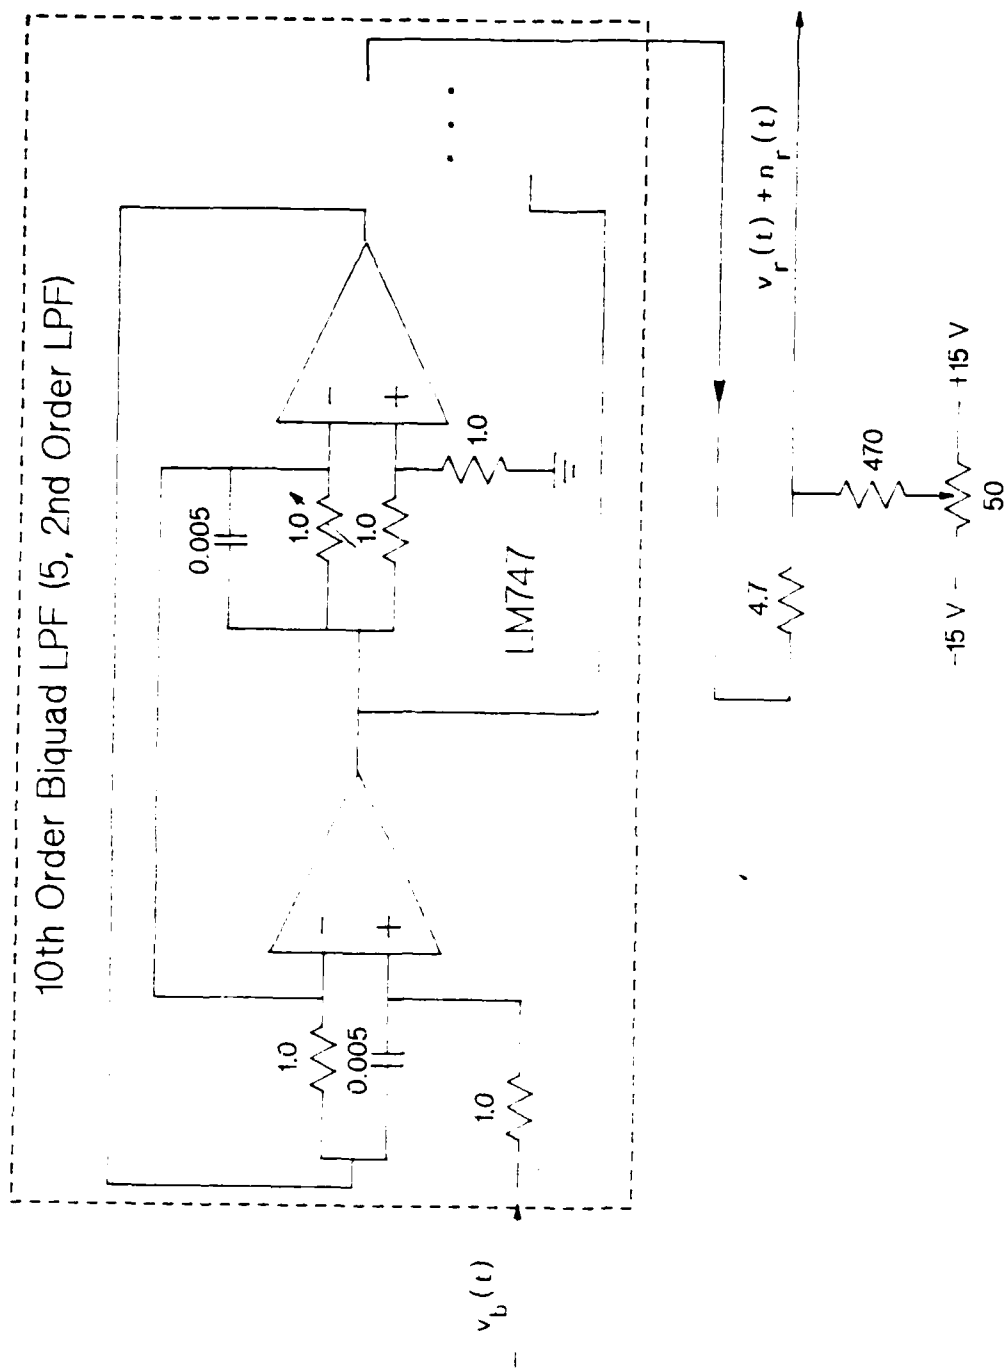 10th Order Biquad LPF (5, 2nd Order LPF)
0.005
1.0
1.0
1.0
0.005
1.0
1.0
−
+
−
+
LM747
v_b(t)
v_r(t) + n_r(t)
4.7
470
−15 V
+15 V
50